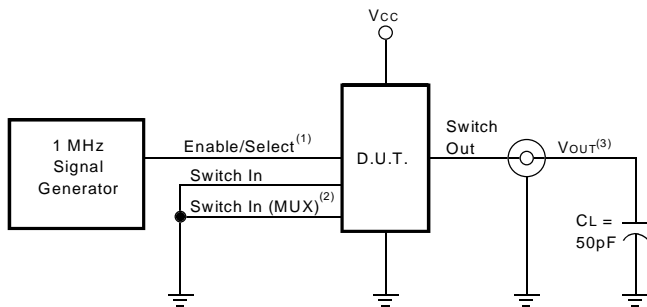 VCC
1 MHz
Signal
Generator
Enable/Select(1)
Switch In
Switch In (MUX)(2)
D.U.T.
Switch
Out
VOUT(3)
CL =
50pF